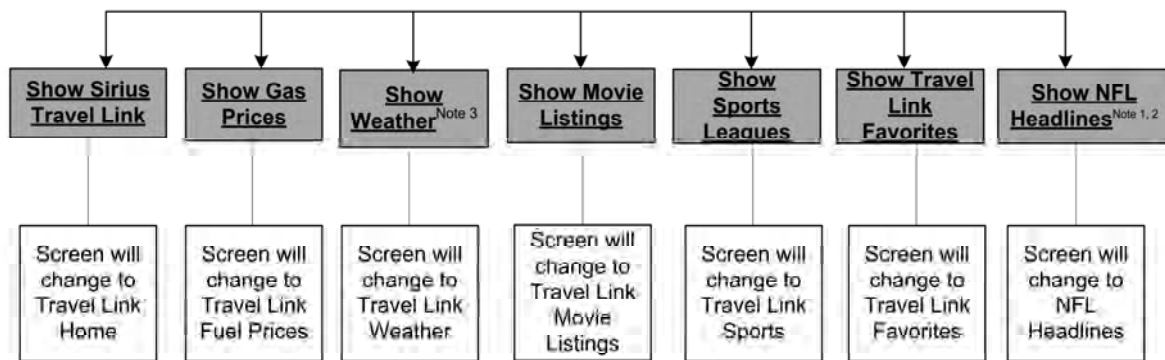 Show Sirius
Travel Link
Show Gas
Prices
Show
Weather Note 3
Show Movie
Listings
Show
Sports
Leagues
Show Travel
Link
Favorites
Show NFL
Headlines Note 1, 2
Screen will
change to
Travel Link
Home
Screen will
change to
Travel Link
Fuel Prices
Screen will
change to
Travel Link
Weather
Screen will
change to
Travel Link
Movie
Listings
Screen will
change to
Travel Link
Sports
Screen will
change to
Travel Link
Favorites
Screen will
change to
NFL
Headlines